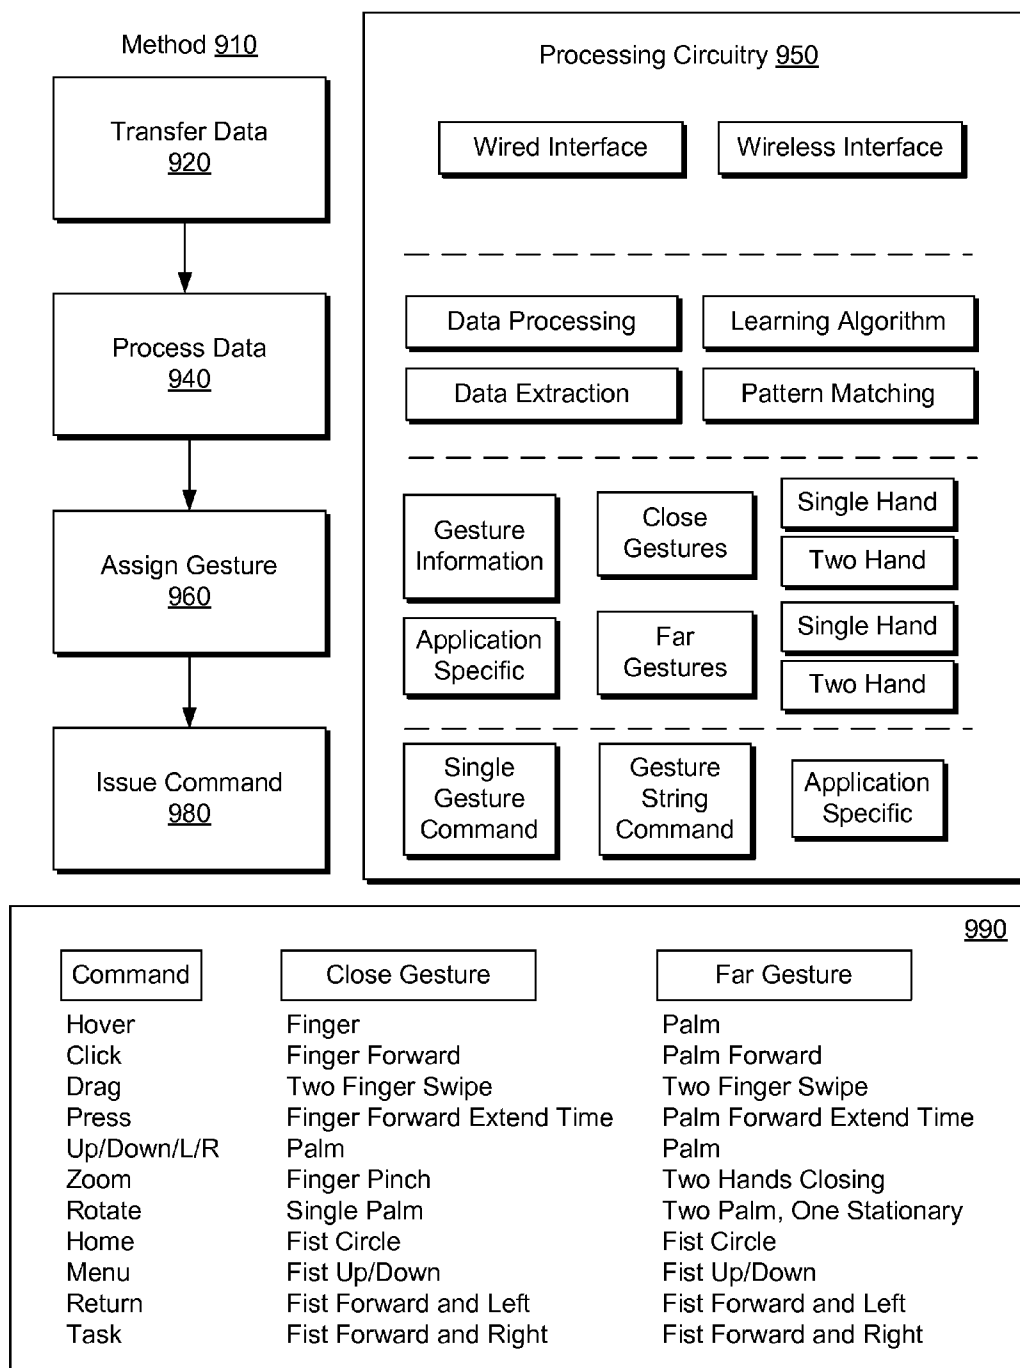 Method 910
Transfer Data
920
Process Data
940
Assign Gesture
960
Issue Command
980
Processing Circuitry 950
Wired Interface
Wireless Interface
Data Processing
Learning Algorithm
Data Extraction
Pattern Matching
Gesture
Information
Close
Gestures
Single Hand
Two Hand
Application
Specific
Far
Gestures
Single Hand
Two Hand
Single
Gesture
Command
Gesture
String
Command
Application
Specific
990
Command Close Gesture Far Gesture
Hover Finger Palm
Click Finger Forward Palm Forward
Drag Two Finger Swipe Two Finger Swipe
Press Finger Forward Extend Time Palm Forward Extend Time
Up/Down/L/R Palm Palm
Zoom Finger Pinch Two Hands Closing
Rotate Single Palm Two Palm, One Stationary
Home Fist Circle Fist Circle
Menu Fist Up/Down Fist Up/Down
Return Fist Forward and Left Fist Forward and Left
Task Fist Forward and Right Fist Forward and Right